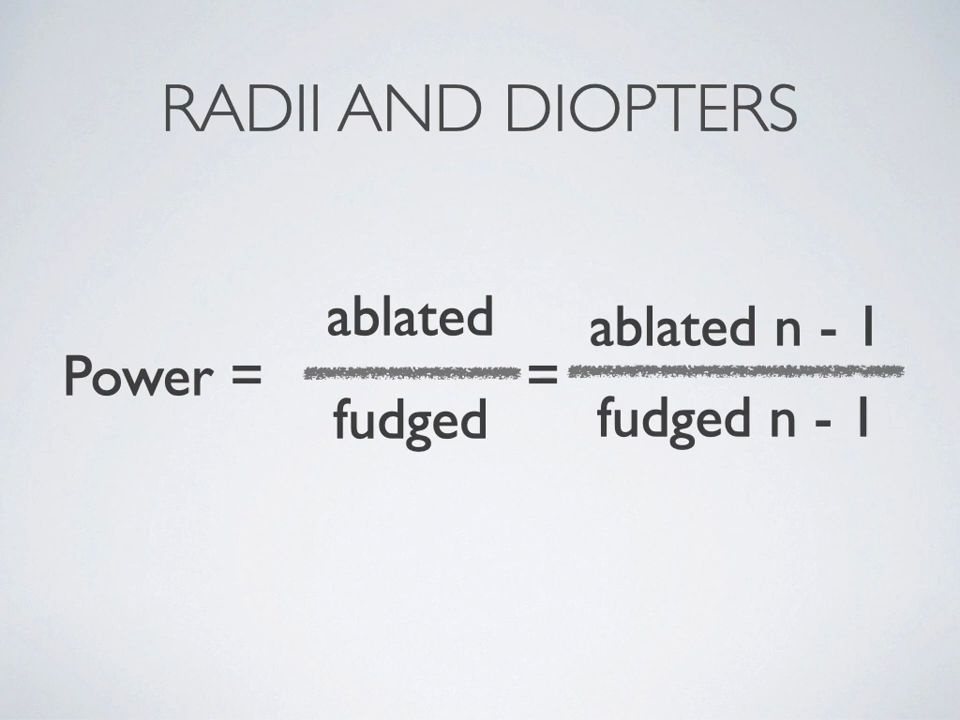 RADII AND DIOPTERS
Power = ablated = ablated n - 1
fudged fudged n - 1